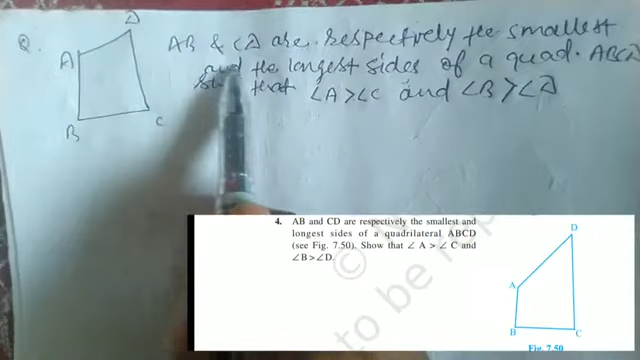 Q.
AB & CD are respectively the smallest
and the longest sides of a quad. ABCD
that ∠A>∠C and ∠B>∠D
A
D
B
C
4. AB and CD are respectively the smallest and
longest sides of a quadrilateral ABCD
(see Fig. 7.50). Show that ∠ A > ∠ C and
∠B>∠D.
D
A
B
C
Fig. 7.50
©
to be